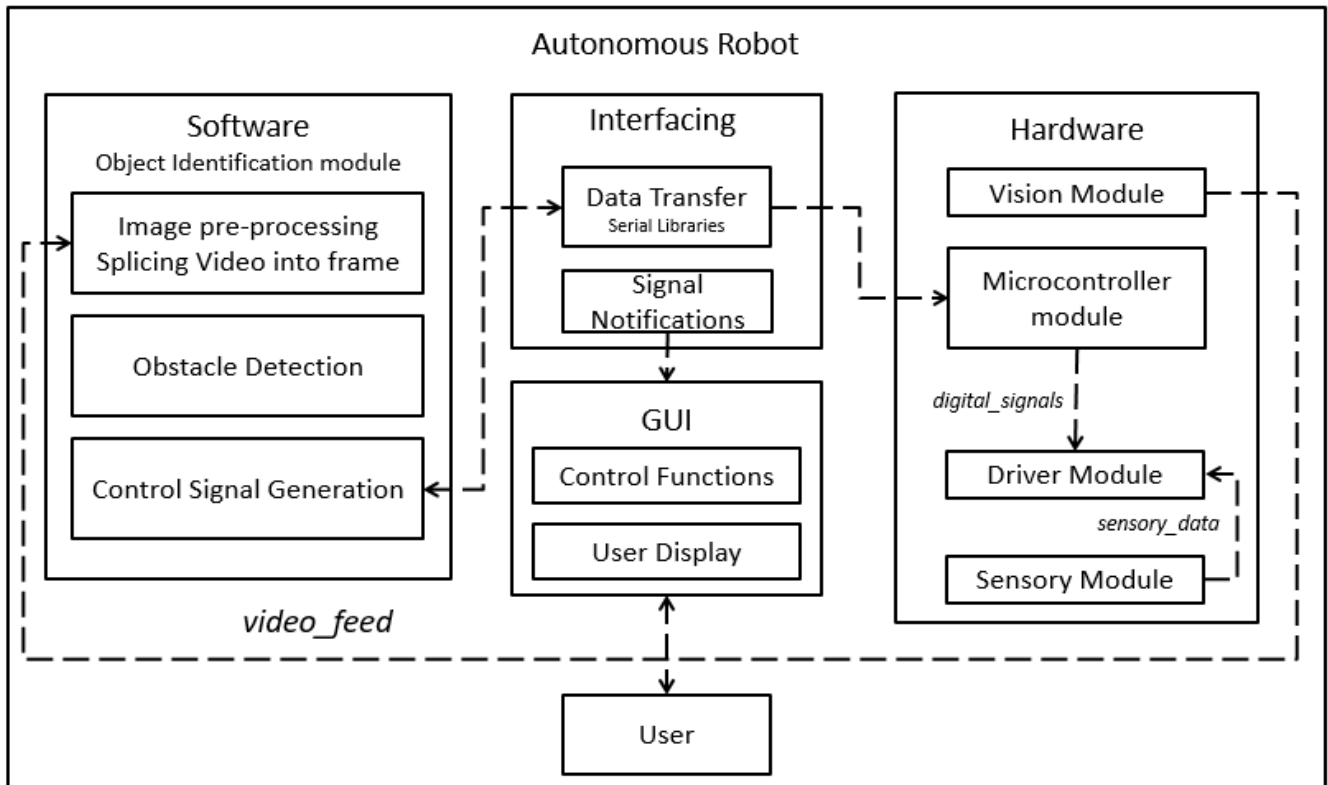 Autonomous Robot
Software
Object Identification module
Image pre-processing
Splicing Video into frame
Obstacle Detection
Control Signal Generation
Interfacing
Data Transfer
Serial Libraries
Signal
Notifications
GUI
Control Functions
User Display
Hardware
Vision Module
Microcontroller
module
digital_signals
Driver Module
sensory_data
Sensory Module
video_feed
User